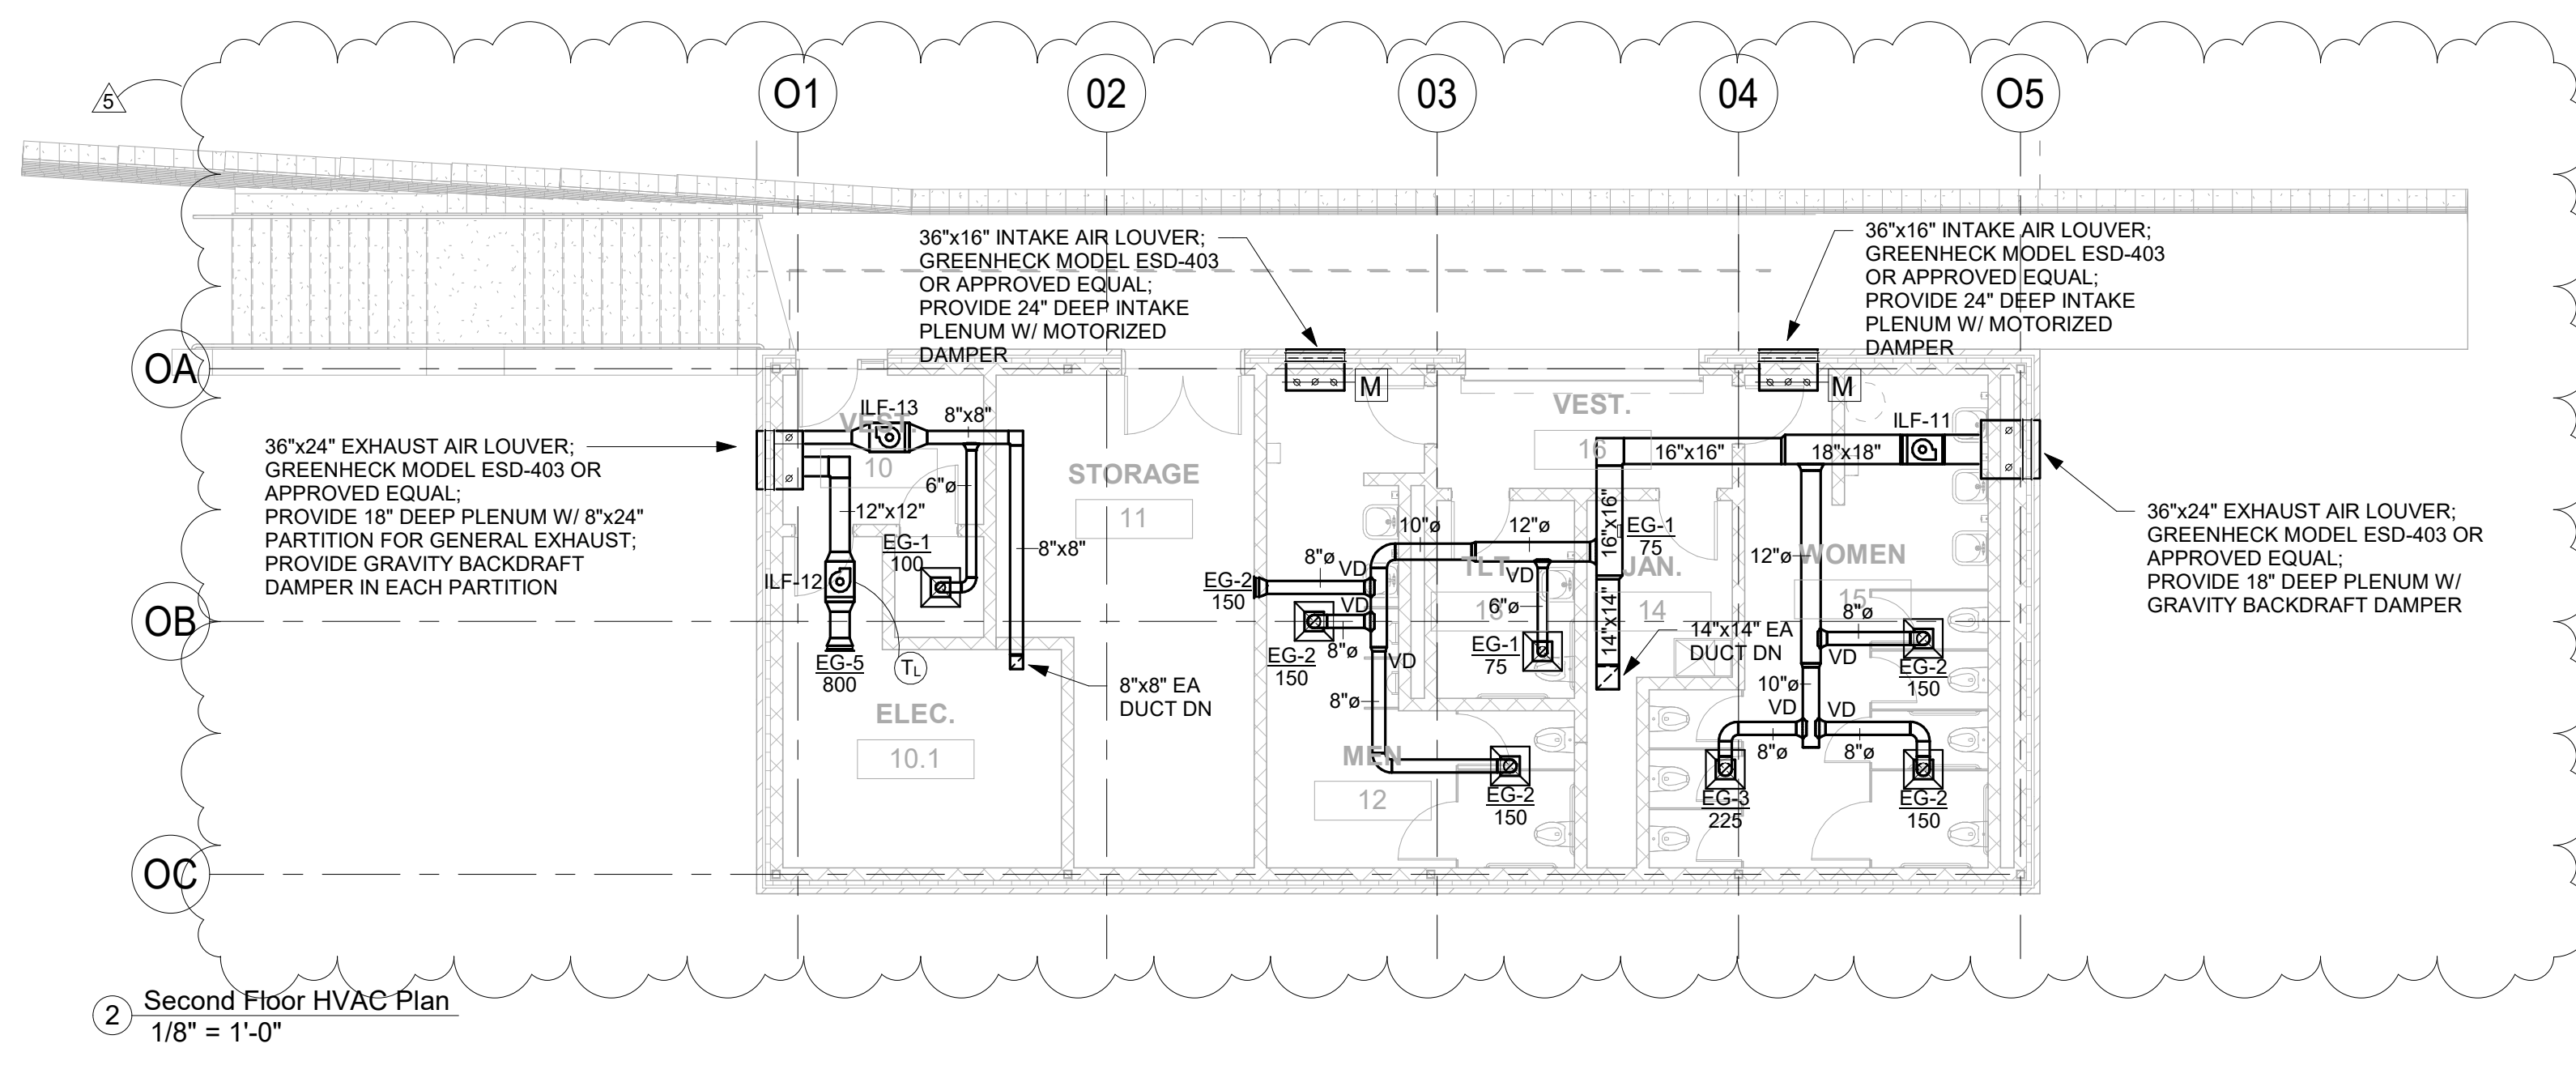 5
O1
02
03
04
O5
36"x16" INTAKE AIR LOUVER;
GREENHECK MODEL ESD-403
OR APPROVED EQUAL;
PROVIDE 24" DEEP INTAKE
PLENUM W/ MOTORIZED
DAMPER
36"x16" INTAKE AIR LOUVER;
GREENHECK MODEL ESD-403
OR APPROVED EQUAL;
PROVIDE 24" DEEP INTAKE
PLENUM W/ MOTORIZED
DAMPER
OA
M
M
36"x24" EXHAUST AIR LOUVER;
GREENHECK MODEL ESD-403 OR
APPROVED EQUAL;
PROVIDE 18" DEEP PLENUM W/ 8"x24"
PARTITION FOR GENERAL EXHAUST;
PROVIDE GRAVITY BACKDRAFT
DAMPER IN EACH PARTITION
ILF-13
8"x8"
VEST.
10
6"ø
12"x12"
EG-1
100
ILF-12
8"x8"
EG-5
800
TL
8"x8" EA
DUCT DN
ELEC.
10.1
STORAGE
11
VEST.
16
16"x16"
18"x18"
ILF-11
16"x16"
10"ø
12"ø
EG-1
75
8"ø
VD
EG-2
150
VD
8"ø
EG-2
150
VD
8"ø
MEN
12
EG-2
150
TLT.
VD
13
6"ø
EG-1
75
JAN.
14
14"x14"
14"x14" EA
DUCT DN
12"ø
WOMEN
15
8"ø
VD
EG-2
150
10"ø
VD
VD
8"ø
8"ø
EG-3
225
EG-2
150
36"x24" EXHAUST AIR LOUVER;
GREENHECK MODEL ESD-403 OR
APPROVED EQUAL;
PROVIDE 18" DEEP PLENUM W/
GRAVITY BACKDRAFT DAMPER
OB
OC
2
Second Floor HVAC Plan
1/8" = 1'-0"